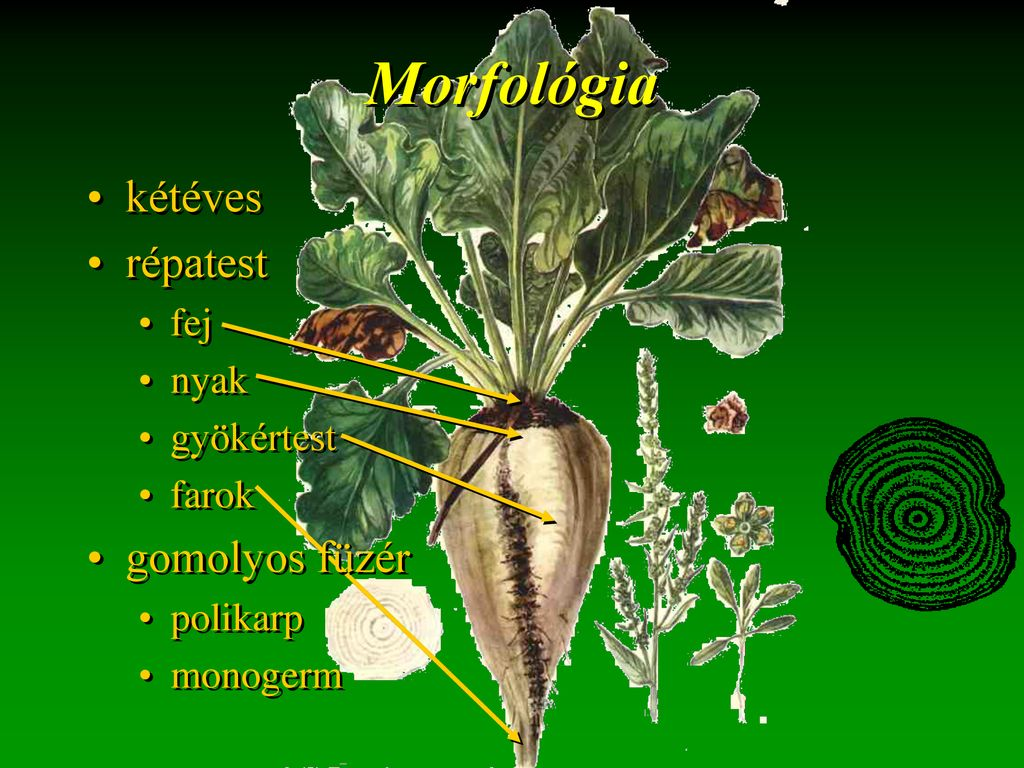 Morfológia
• kétéves
• répatest
• fej
• nyak
• gyökértest
• farok
• gomolyos füzér
• polikarp
• monogerm